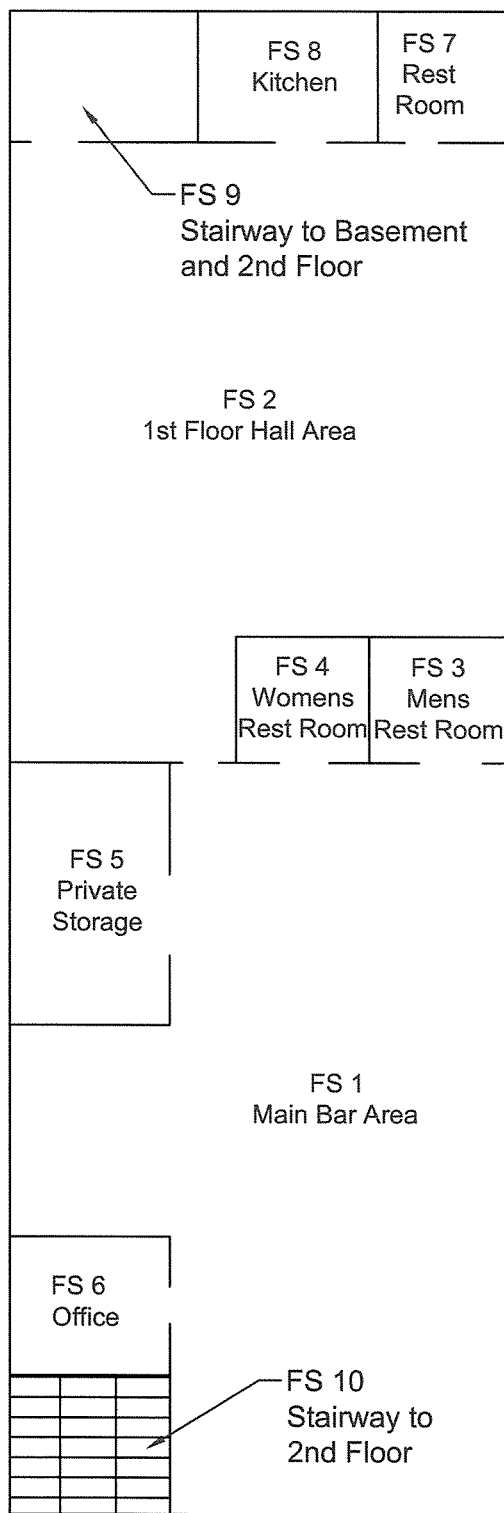 FS 8
Kitchen
FS 7
Rest
Room
FS 9
Stairway to Basement
and 2nd Floor
FS 2
1st Floor Hall Area
FS 4
Womens
Rest Room
FS 3
Mens
Rest Room
FS 5
Private
Storage
FS 1
Main Bar Area
FS 6
Office
FS 10
Stairway to
2nd Floor